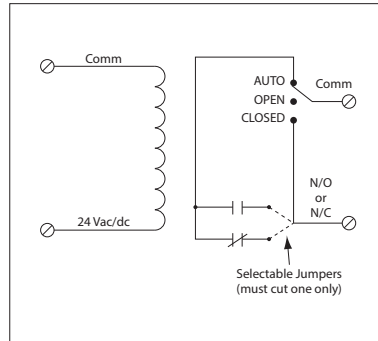 Comm
24 Vac/dc
AUTO
OPEN
CLOSED
Comm
N/O
or
N/C
Selectable Jumpers
(must cut one only)